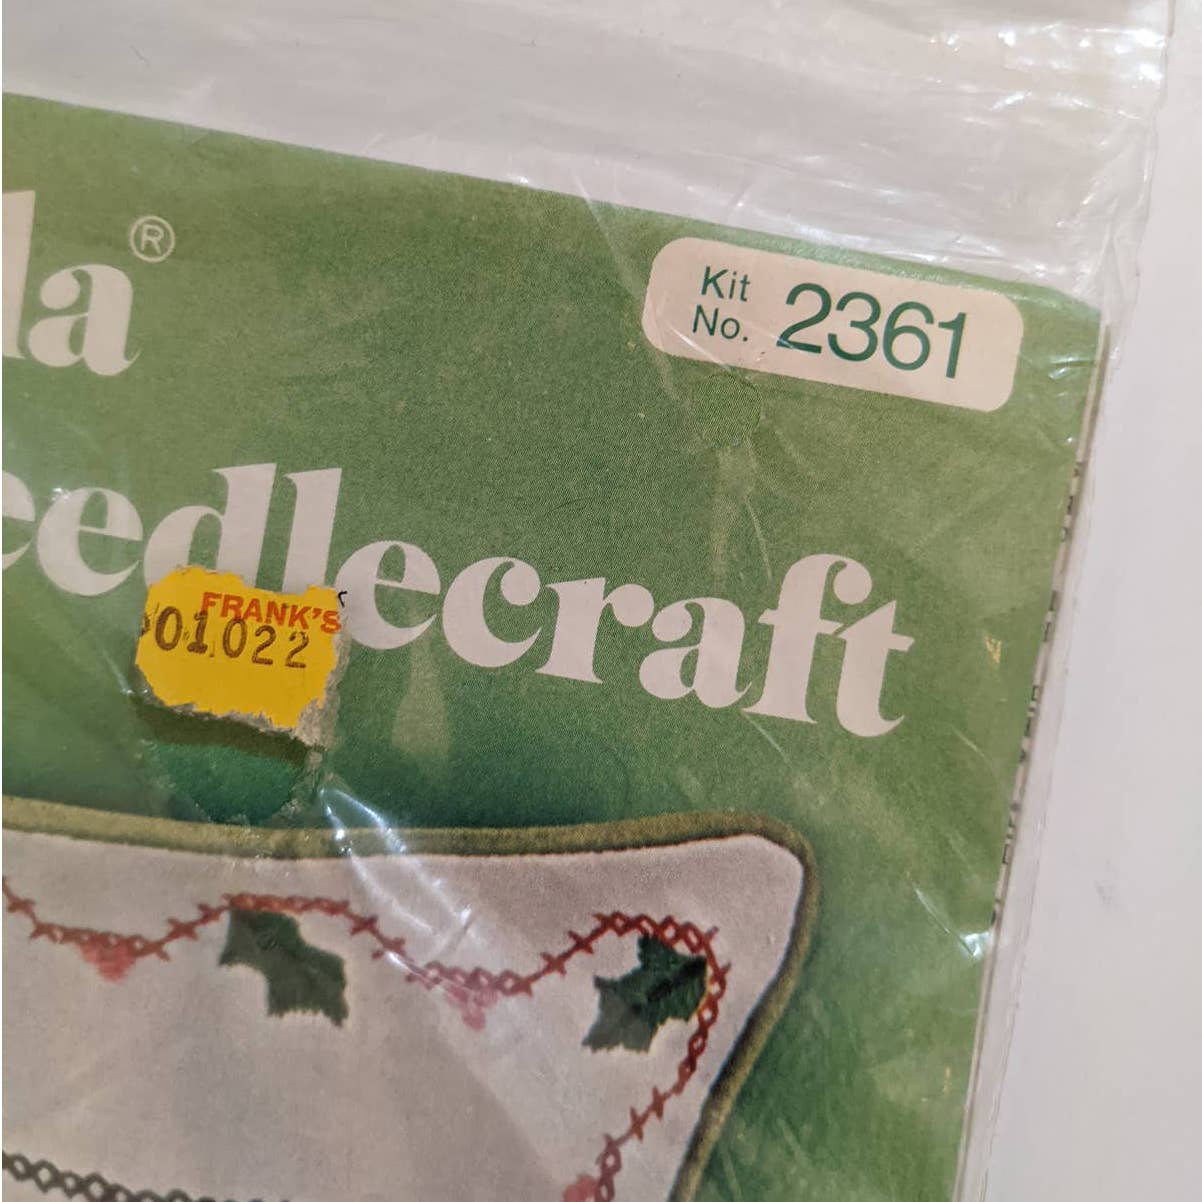 la®
Kit
No. 2361
eedlecraft
FRANK'S
01022